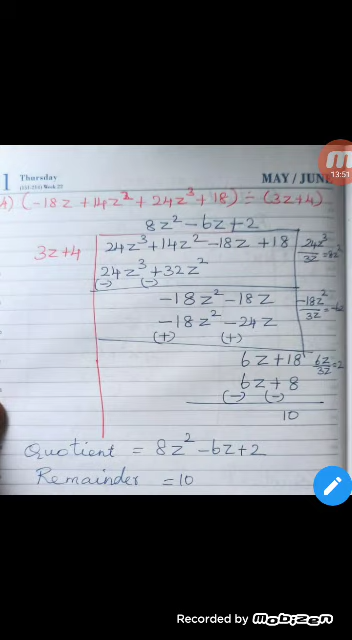 1 Thursday MAY / JUNE
13:51
4) (-18z + 14z² + 24z³ + 18) ÷ (3z+4)
8z² - 6z + 2
3z+4 24z³ + 14z² - 18z + 18 24z³/3z = 8z²
24z³ + 32z²
(-) (-)
-18z² - 18z -18z²/3z = -6z
-18z² - 24z
(+) (+)
6z + 18 6z/3z = 2
6z + 8
(-) (-)
10
Quotient = 8z² - 6z + 2
Remainder = 10
Recorded by Mobizen